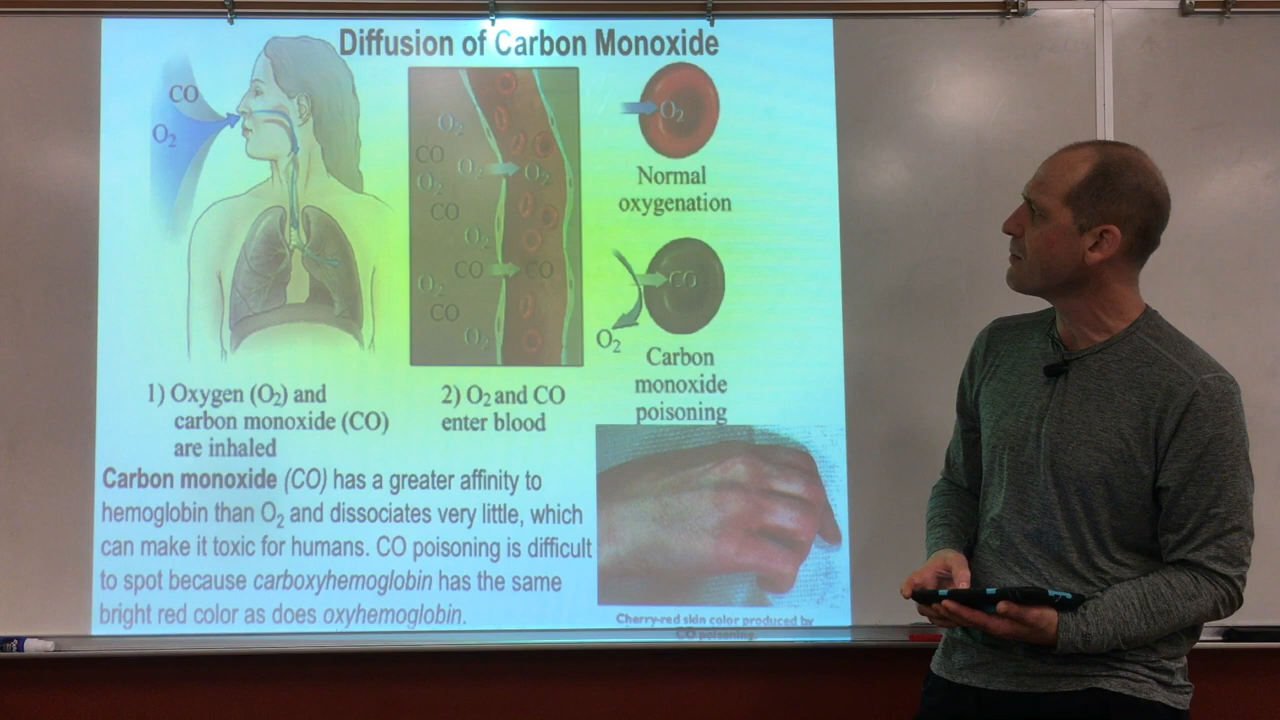 Diffusion of Carbon Monoxide
CO
O₂
O₂
CO
O₂ O₂
O₂
CO
O₂
CO CO
O₂
CO
O₂
O₂
Normal
oxygenation
CO
O₂
Carbon
monoxide
poisoning
1) Oxygen (O₂) and
carbon monoxide (CO)
are inhaled
2) O₂ and CO
enter blood
Carbon monoxide (CO) has a greater affinity to
hemoglobin than O₂ and dissociates very little, which
can make it toxic for humans. CO poisoning is difficult
to spot because carboxyhemoglobin has the same
bright red color as does oxyhemoglobin.
Cherry-red skin color produced by
CO poisoning.